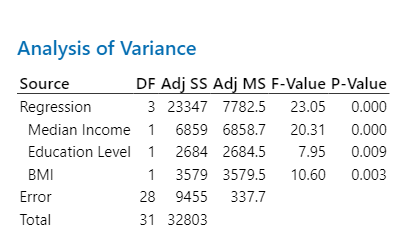 Analysis of Variance
Source DF Adj SS Adj MS F-Value P-Value
Regression 3 23347 7782.5 23.05 0.000
Median Income 1 6859 6858.7 20.31 0.000
Education Level 1 2684 2684.5 7.95 0.009
BMI 1 3579 3579.5 10.60 0.003
Error 28 9455 337.7
Total 31 32803